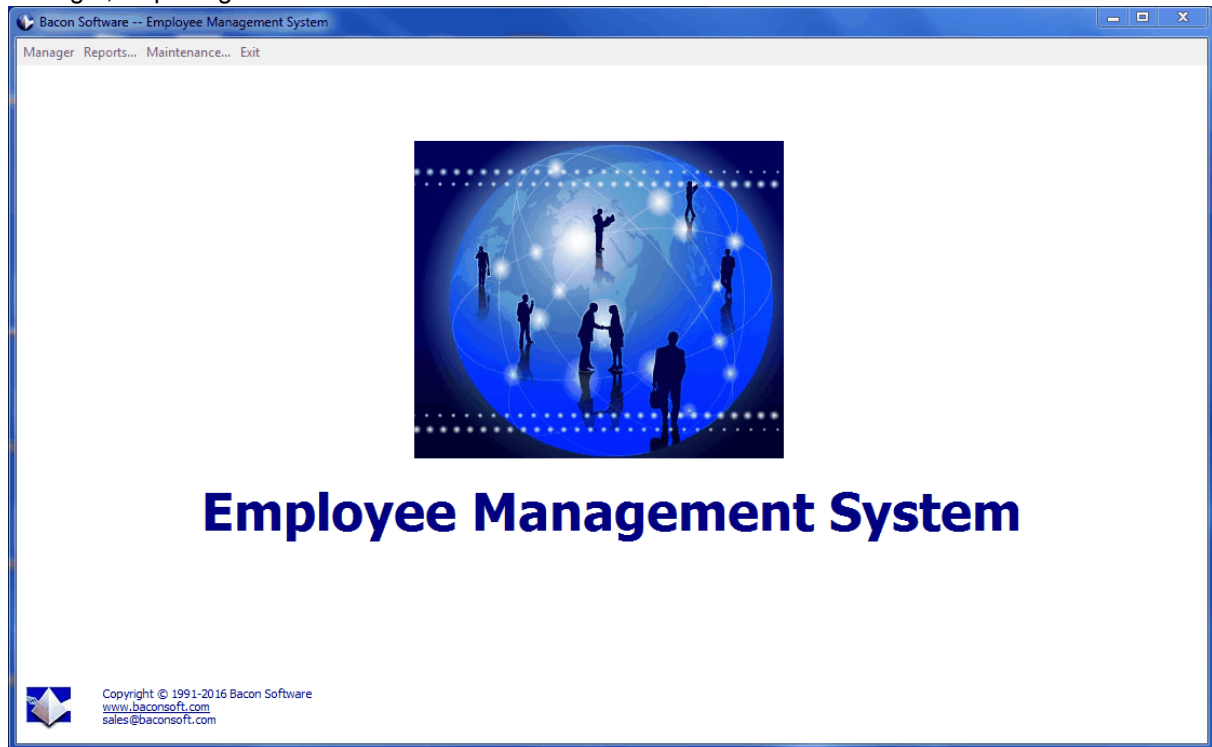 Bacon Software -- Employee Management System
Manager Reports... Maintenance... Exit
Employee Management System
Copyright © 1991-2016 Bacon Software
www.baconsoft.com
sales@baconsoft.com